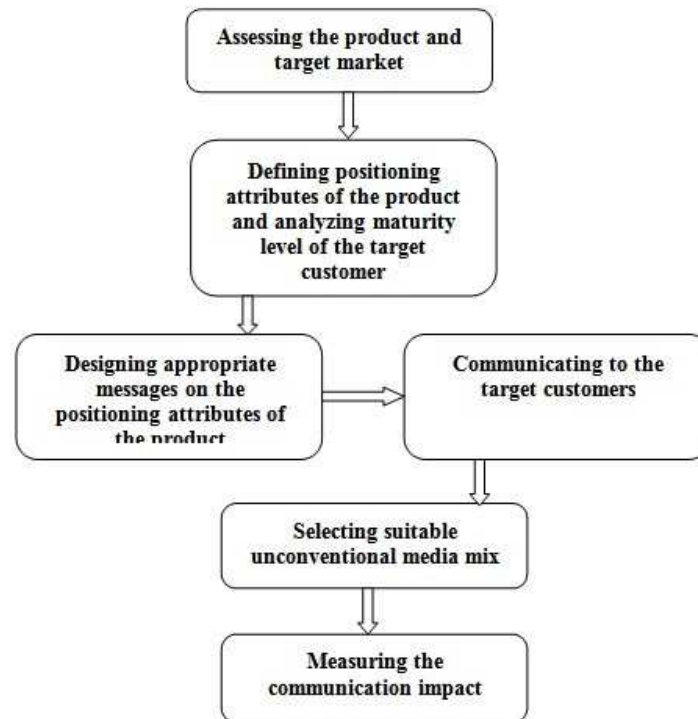 Assessing the product and
target market
Defining positioning
attributes of the product
and analyzing maturity
level of the target
customer
Designing appropriate
messages on the
positioning attributes of
the product
Communicating to the
target customers
Selecting suitable
unconventional media mix
Measuring the
communication impact